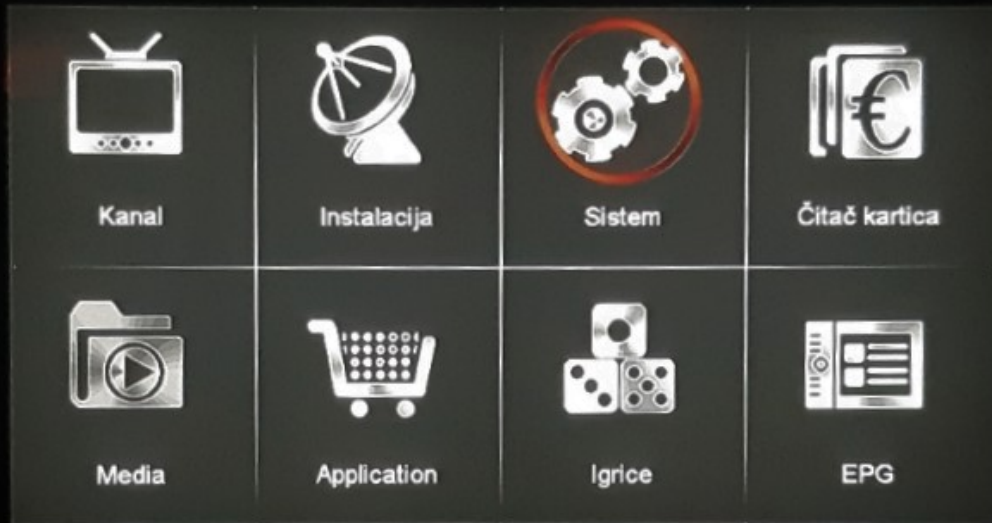 Kanal
Instalacija
Sistem
Čitač kartica
Media
Application
Igrice
EPG